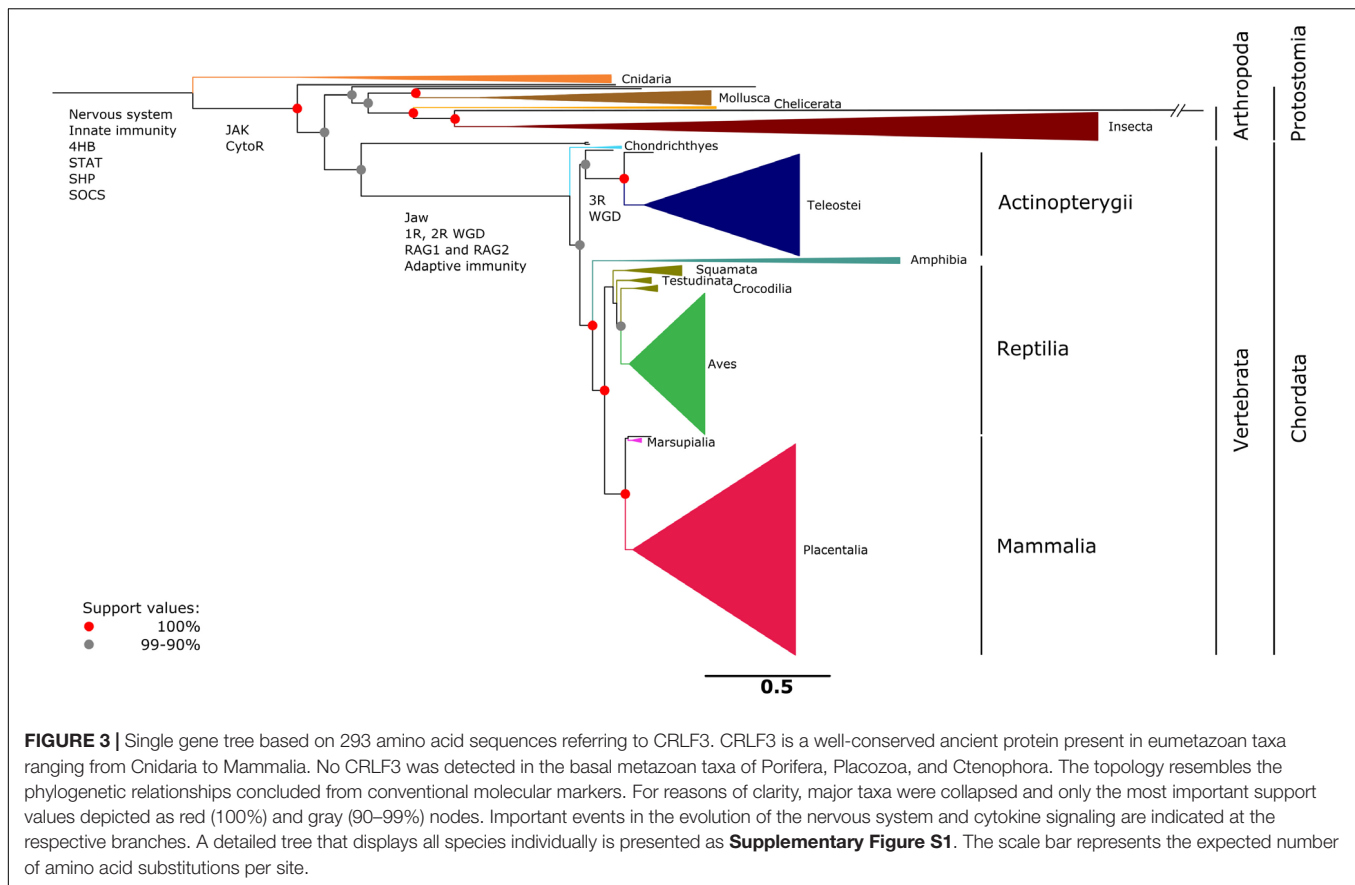 Cnidaria
Mollusca
Chelicerata
Insecta
Arthropoda
Protostomia
Nervous system
Innate immunity
4HB
STAT
SHP
SOCS
JAK
CytoR
Chondrichthyes
3R
WGD
Teleostei
Actinopterygii
Jaw
1R, 2R WGD
RAG1 and RAG2
Adaptive immunity
Amphibia
Squamata
Testudinata
Crocodilia
Aves
Reptilia
Vertebrata
Chordata
Marsupialia
Placentalia
Mammalia
Support values:
100%
99-90%
0.5
FIGURE 3 | Single gene tree based on 293 amino acid sequences referring to CRLF3. CRLF3 is a well-conserved ancient protein present in eumetazoan taxa
ranging from Cnidaria to Mammalia. No CRLF3 was detected in the basal metazoan taxa of Porifera, Placozoa, and Ctenophora. The topology resembles the
phylogenetic relationships concluded from conventional molecular markers. For reasons of clarity, major taxa were collapsed and only the most important support
values depicted as red (100%) and gray (90–99%) nodes. Important events in the evolution of the nervous system and cytokine signaling are indicated at the
respective branches. A detailed tree that displays all species individually is presented as Supplementary Figure S1. The scale bar represents the expected number
of amino acid substitutions per site.